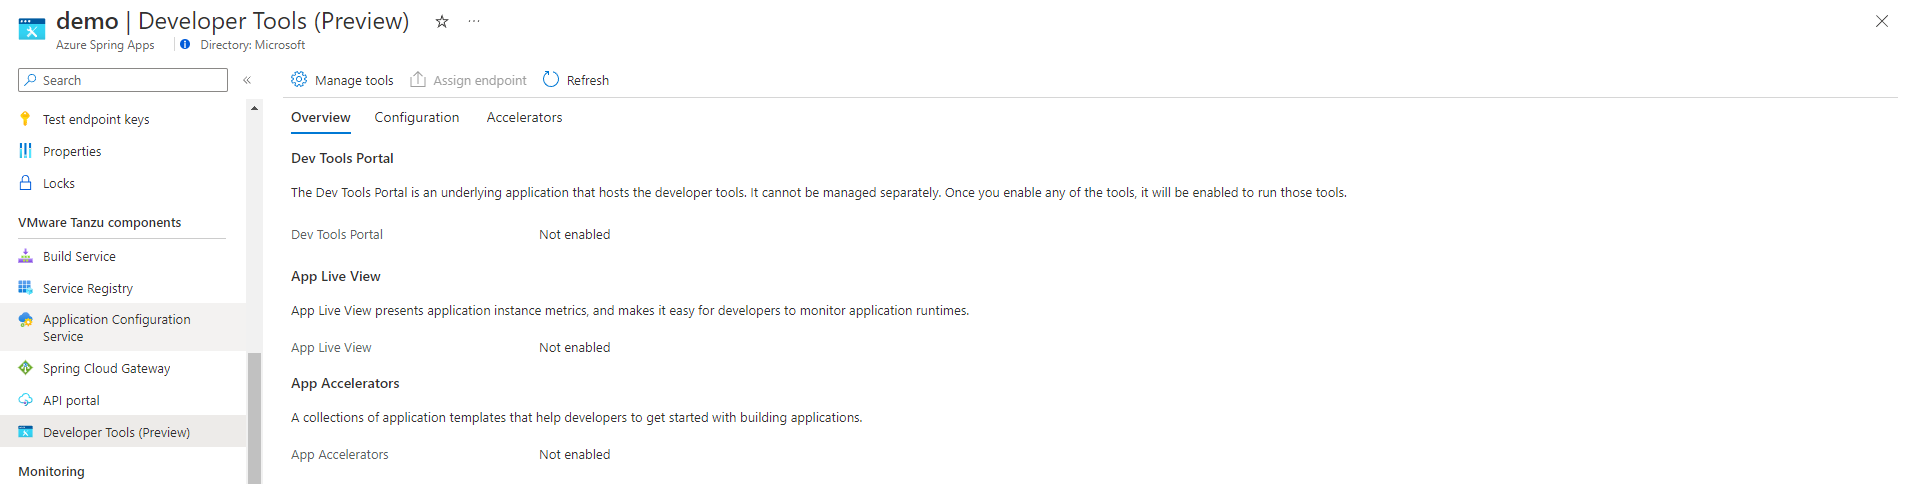 demo | Developer Tools (Preview)
Azure Spring Apps
Directory: Microsoft
Search
Test endpoint keys
Properties
Locks
VMware Tanzu components
Build Service
Service Registry
Application Configuration
Service
Spring Cloud Gateway
API portal
Developer Tools (Preview)
Monitoring
Manage tools
Assign endpoint
Refresh
Overview
Configuration
Accelerators
Dev Tools Portal
The Dev Tools Portal is an underlying application that hosts the developer tools. It cannot be managed separately. Once you enable any of the tools, it will be enabled to run those tools.
Dev Tools Portal
Not enabled
App Live View
App Live View presents application instance metrics, and makes it easy for developers to monitor application runtimes.
App Live View
Not enabled
App Accelerators
A collections of application templates that help developers to get started with building applications.
App Accelerators
Not enabled